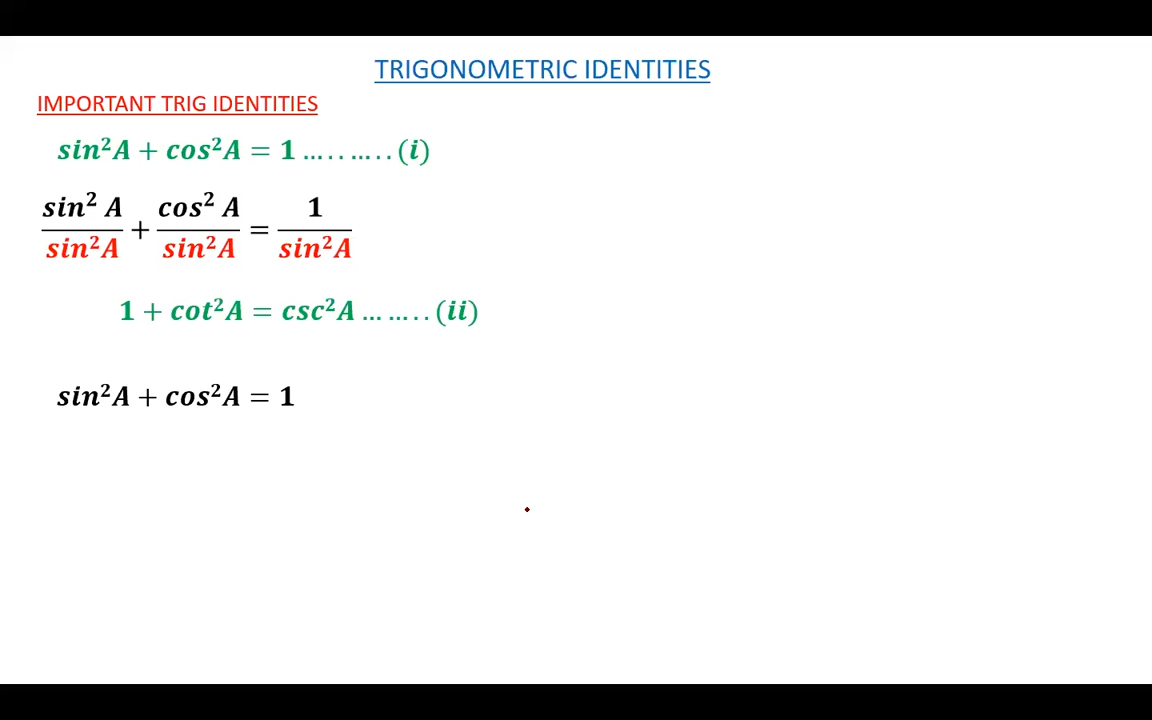 TRIGONOMETRIC IDENTITIES
IMPORTANT TRIG IDENTITIES
sin²A + cos²A = 1 ... . . ... . . (i)
sin² A / sin²A + cos² A / sin²A = 1 / sin²A
1 + cot²A = csc²A ... ... . . (ii)
sin²A + cos²A = 1